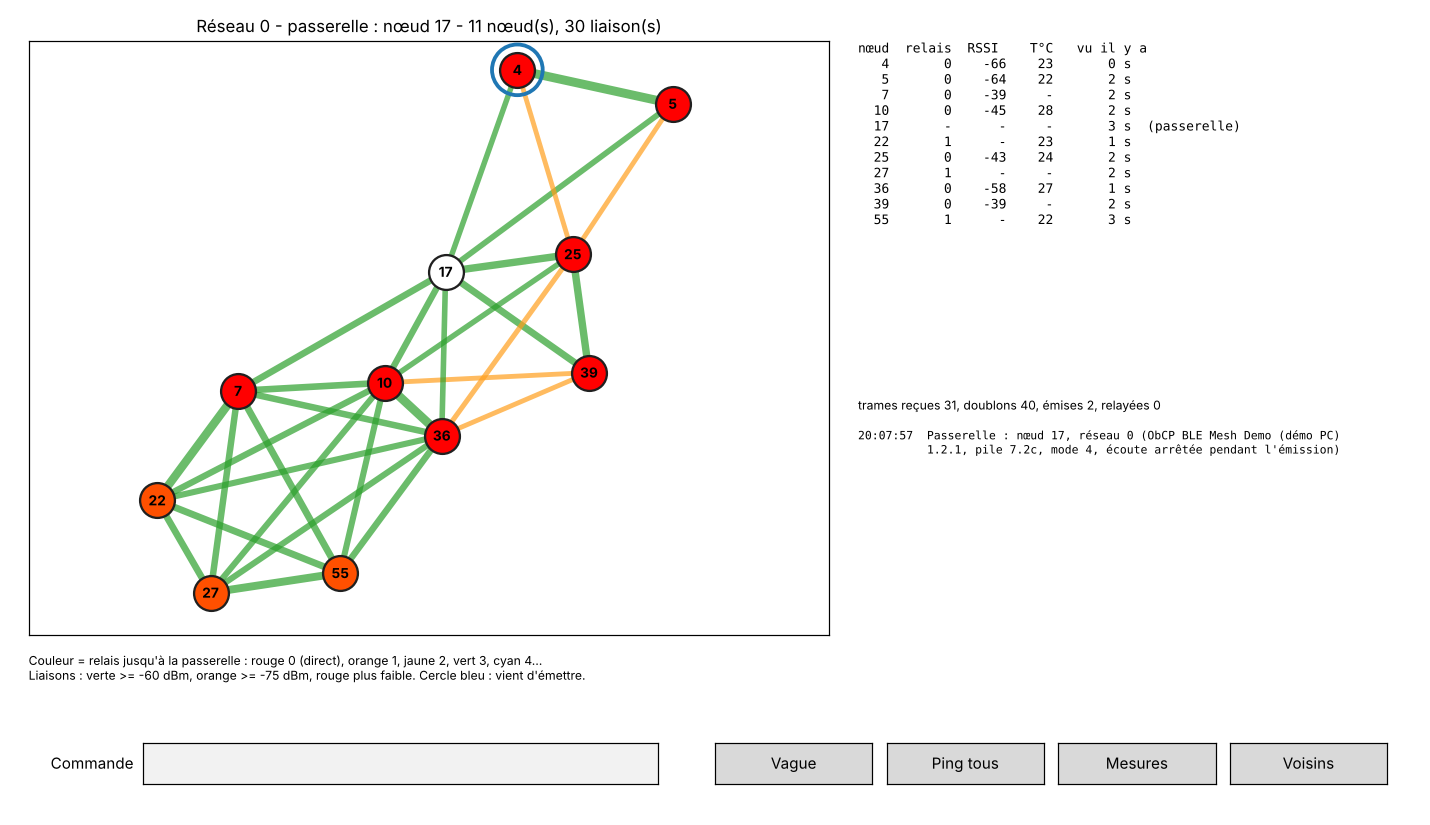 Réseau 0 - passerelle : nœud 17 - 11 nœud(s), 30 liaison(s)
4
5
25
17
39
10
7
36
22
55
27
nœud relais RSSI T°C vu il y a
4 0 -66 23 0 s
5 0 -64 22 2 s
7 0 -39 - 2 s
10 0 -45 28 2 s
17 - - - 3 s (passerelle)
22 1 - 23 1 s
25 0 -43 24 2 s
27 1 - - 2 s
36 0 -58 27 1 s
39 0 -39 - 2 s
55 1 - 22 3 s
trames reçues 31, doublons 40, émises 2, relayées 0
20:07:57 Passerelle : nœud 17, réseau 0 (ObCP BLE Mesh Demo (démo PC)
1.2.1, pile 7.2c, mode 4, écoute arrêtée pendant l'émission)
Couleur = relais jusqu'à la passerelle : rouge 0 (direct), orange 1, jaune 2, vert 3, cyan 4...
Liaisons : verte >= -60 dBm, orange >= -75 dBm, rouge plus faible. Cercle bleu : vient d'émettre.
Commande
Vague
Ping tous
Mesures
Voisins